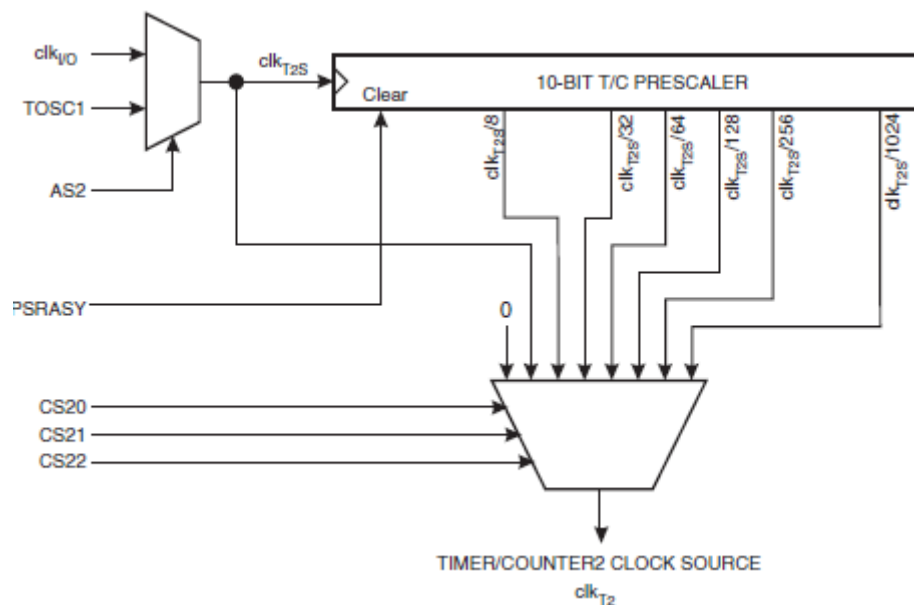 clkI/O
clkT2S
10-BIT T/C PRESCALER
Clear
TOSC1
clkT2S/8
clkT2S/32
clkT2S/64
clkT2S/128
clkT2S/256
clkT2S/1024
AS2
PSRASY
0
CS20
CS21
CS22
TIMER/COUNTER2 CLOCK SOURCE
clkT2